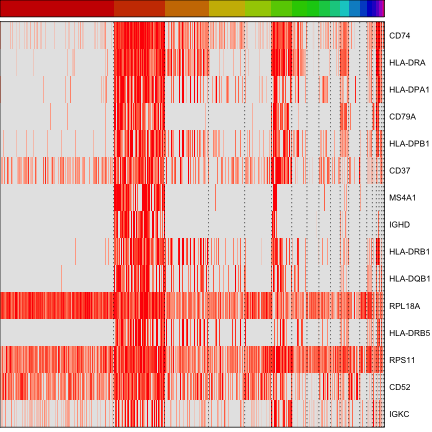 CD74
HLA-DRA
HLA-DPA1
CD79A
HLA-DPB1
CD37
MS4A1
IGHD
HLA-DRB1
HLA-DQB1
RPL18A
HLA-DRB5
RPS11
CD52
IGKC